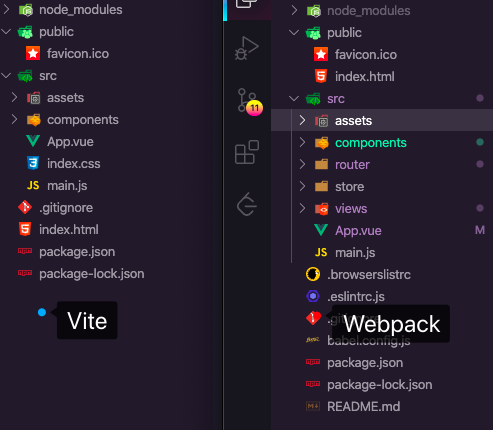 node_modules
public
favicon.ico
src
assets
components
App.vue
index.css
JS main.js
.gitignore
index.html
package.json
package-lock.json
Vite
11
node_modules
public
favicon.ico
index.html
src
assets
components
router
store
views
App.vue M
JS main.js
.browserslistrc
.eslintrc.js
Webpack
babel.config.js
package.json
package-lock.json
README.md